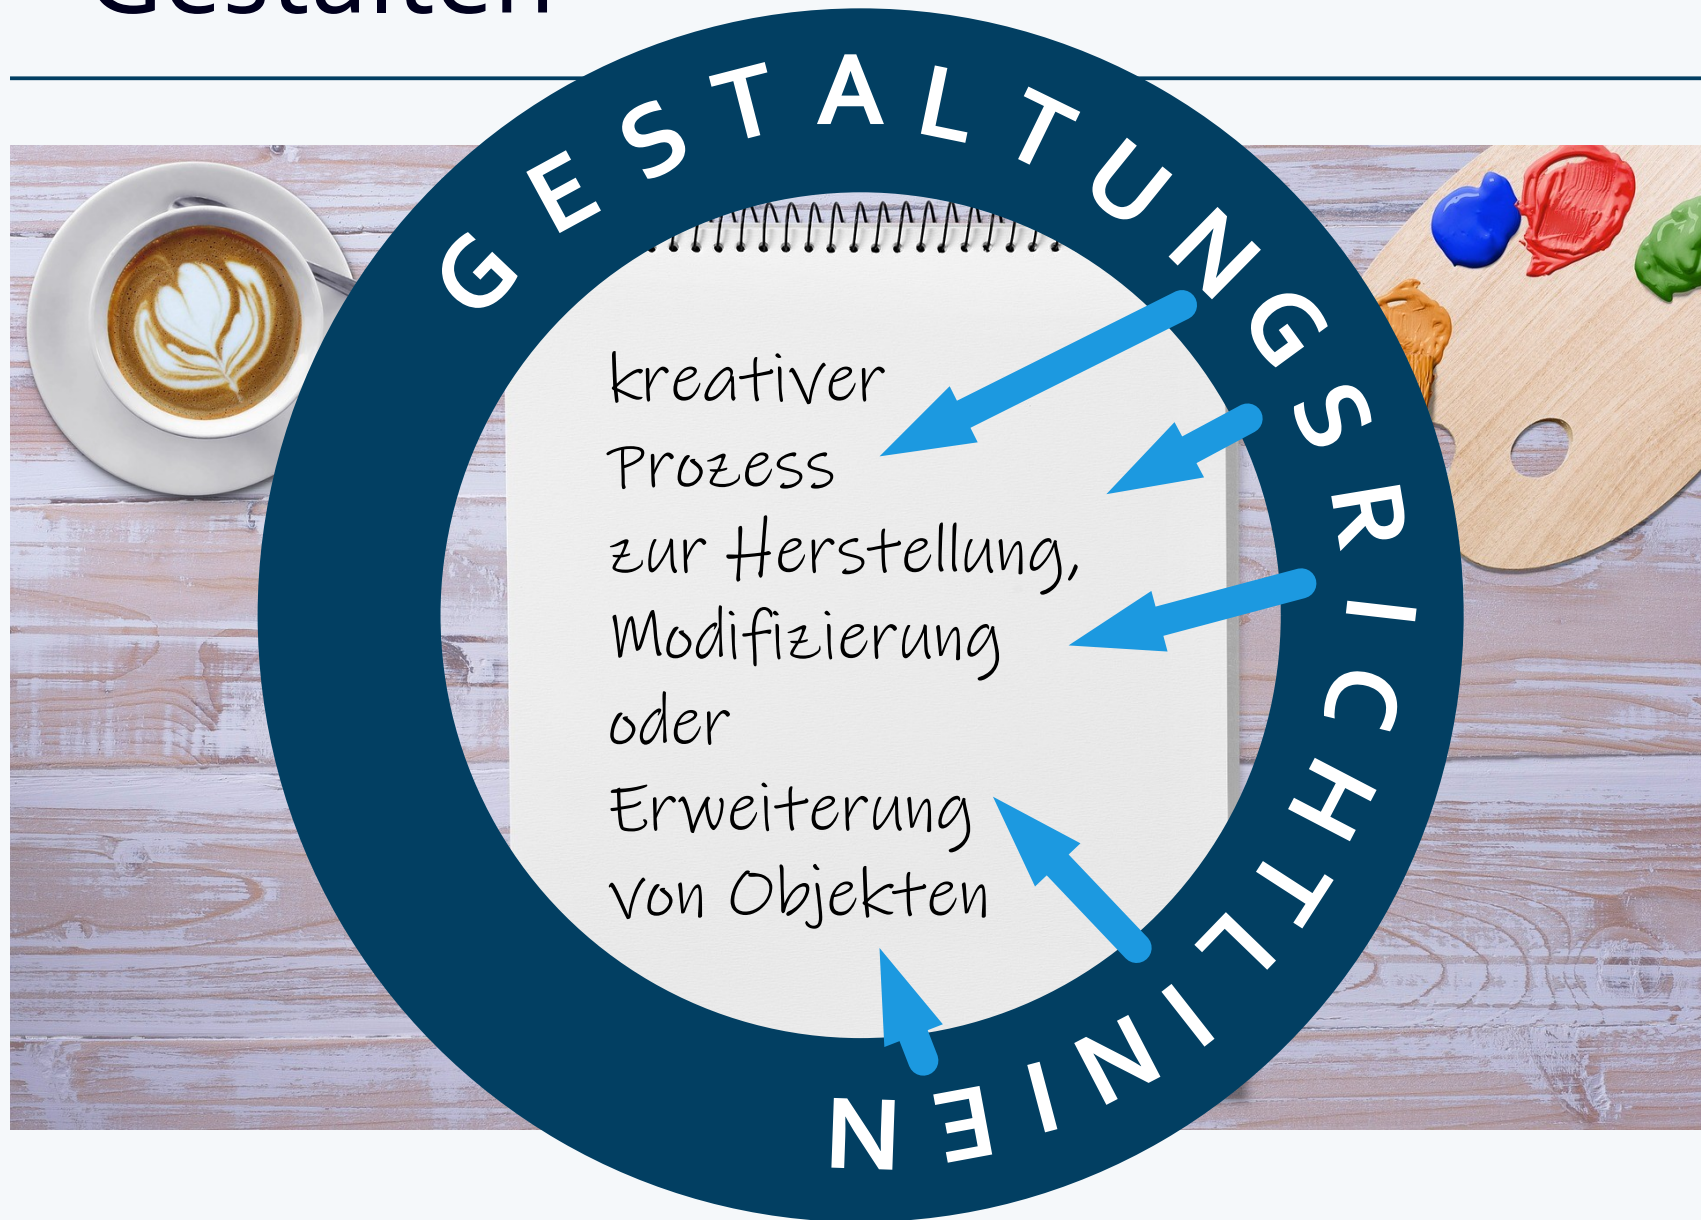 Gestalten
GESTALTUNGSRICHTLINIEN
kreativer
Prozess
zur Herstellung,
Modifizierung
oder
Erweiterung
von Objekten